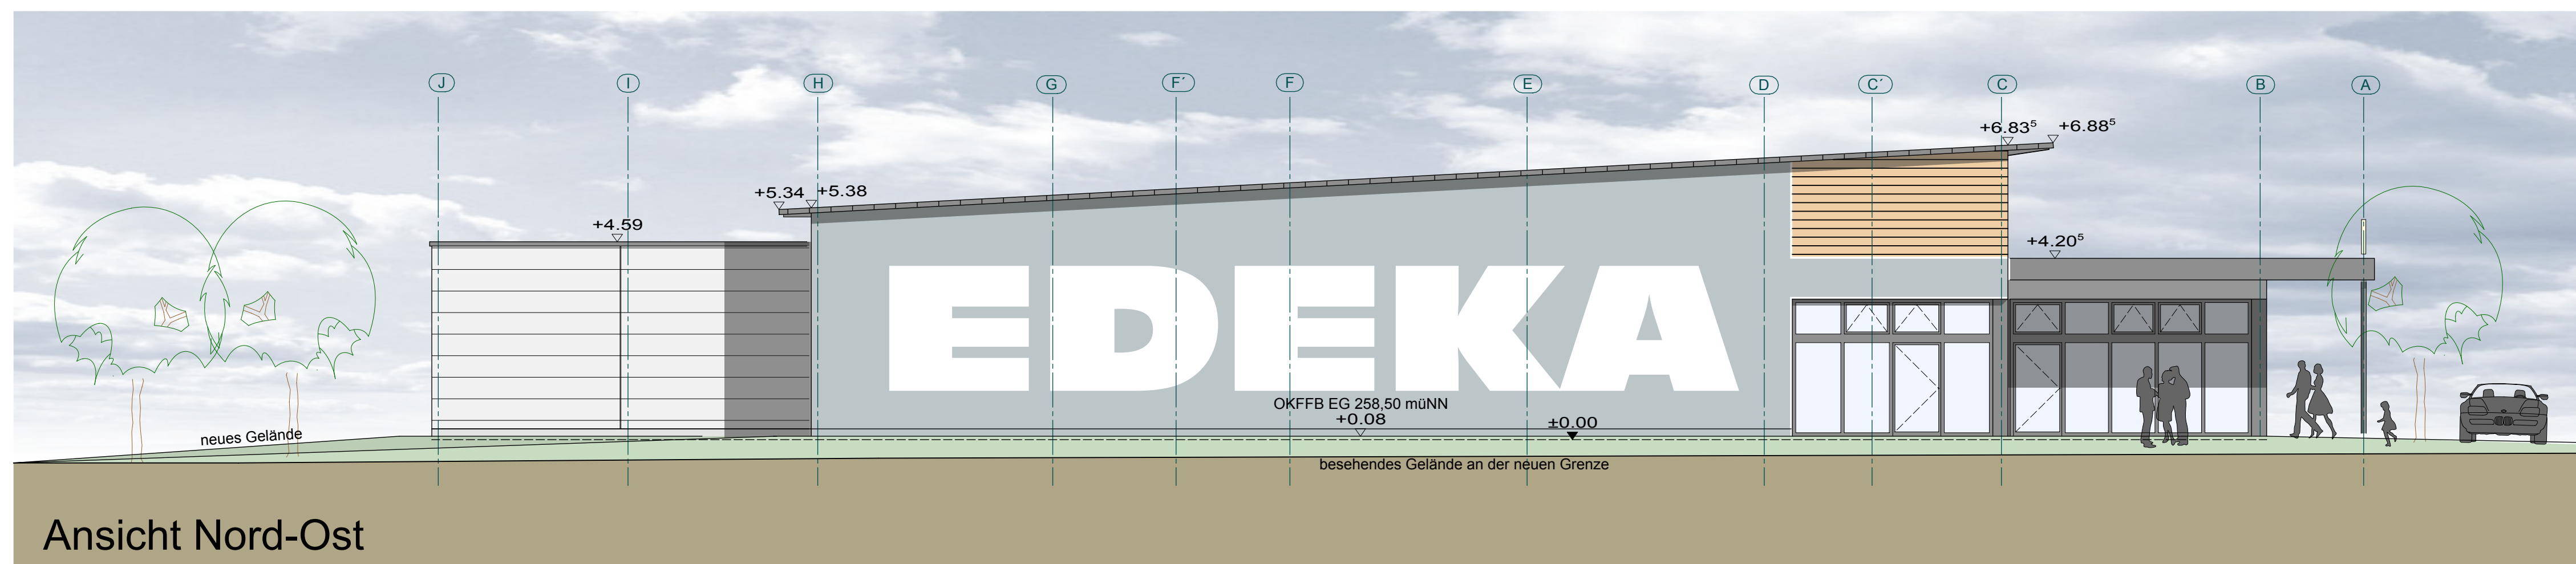 J I H G F´ F E D C´ C B A
+6.83⁵ +6.88⁵
+5.34 +5.38
+4.59
+4.20⁵
EDEKA
OKFFB EG 258,50 müNN
+0.08
±0.00
neues Gelände
besehendes Gelände an der neuen Grenze
Ansicht Nord-Ost